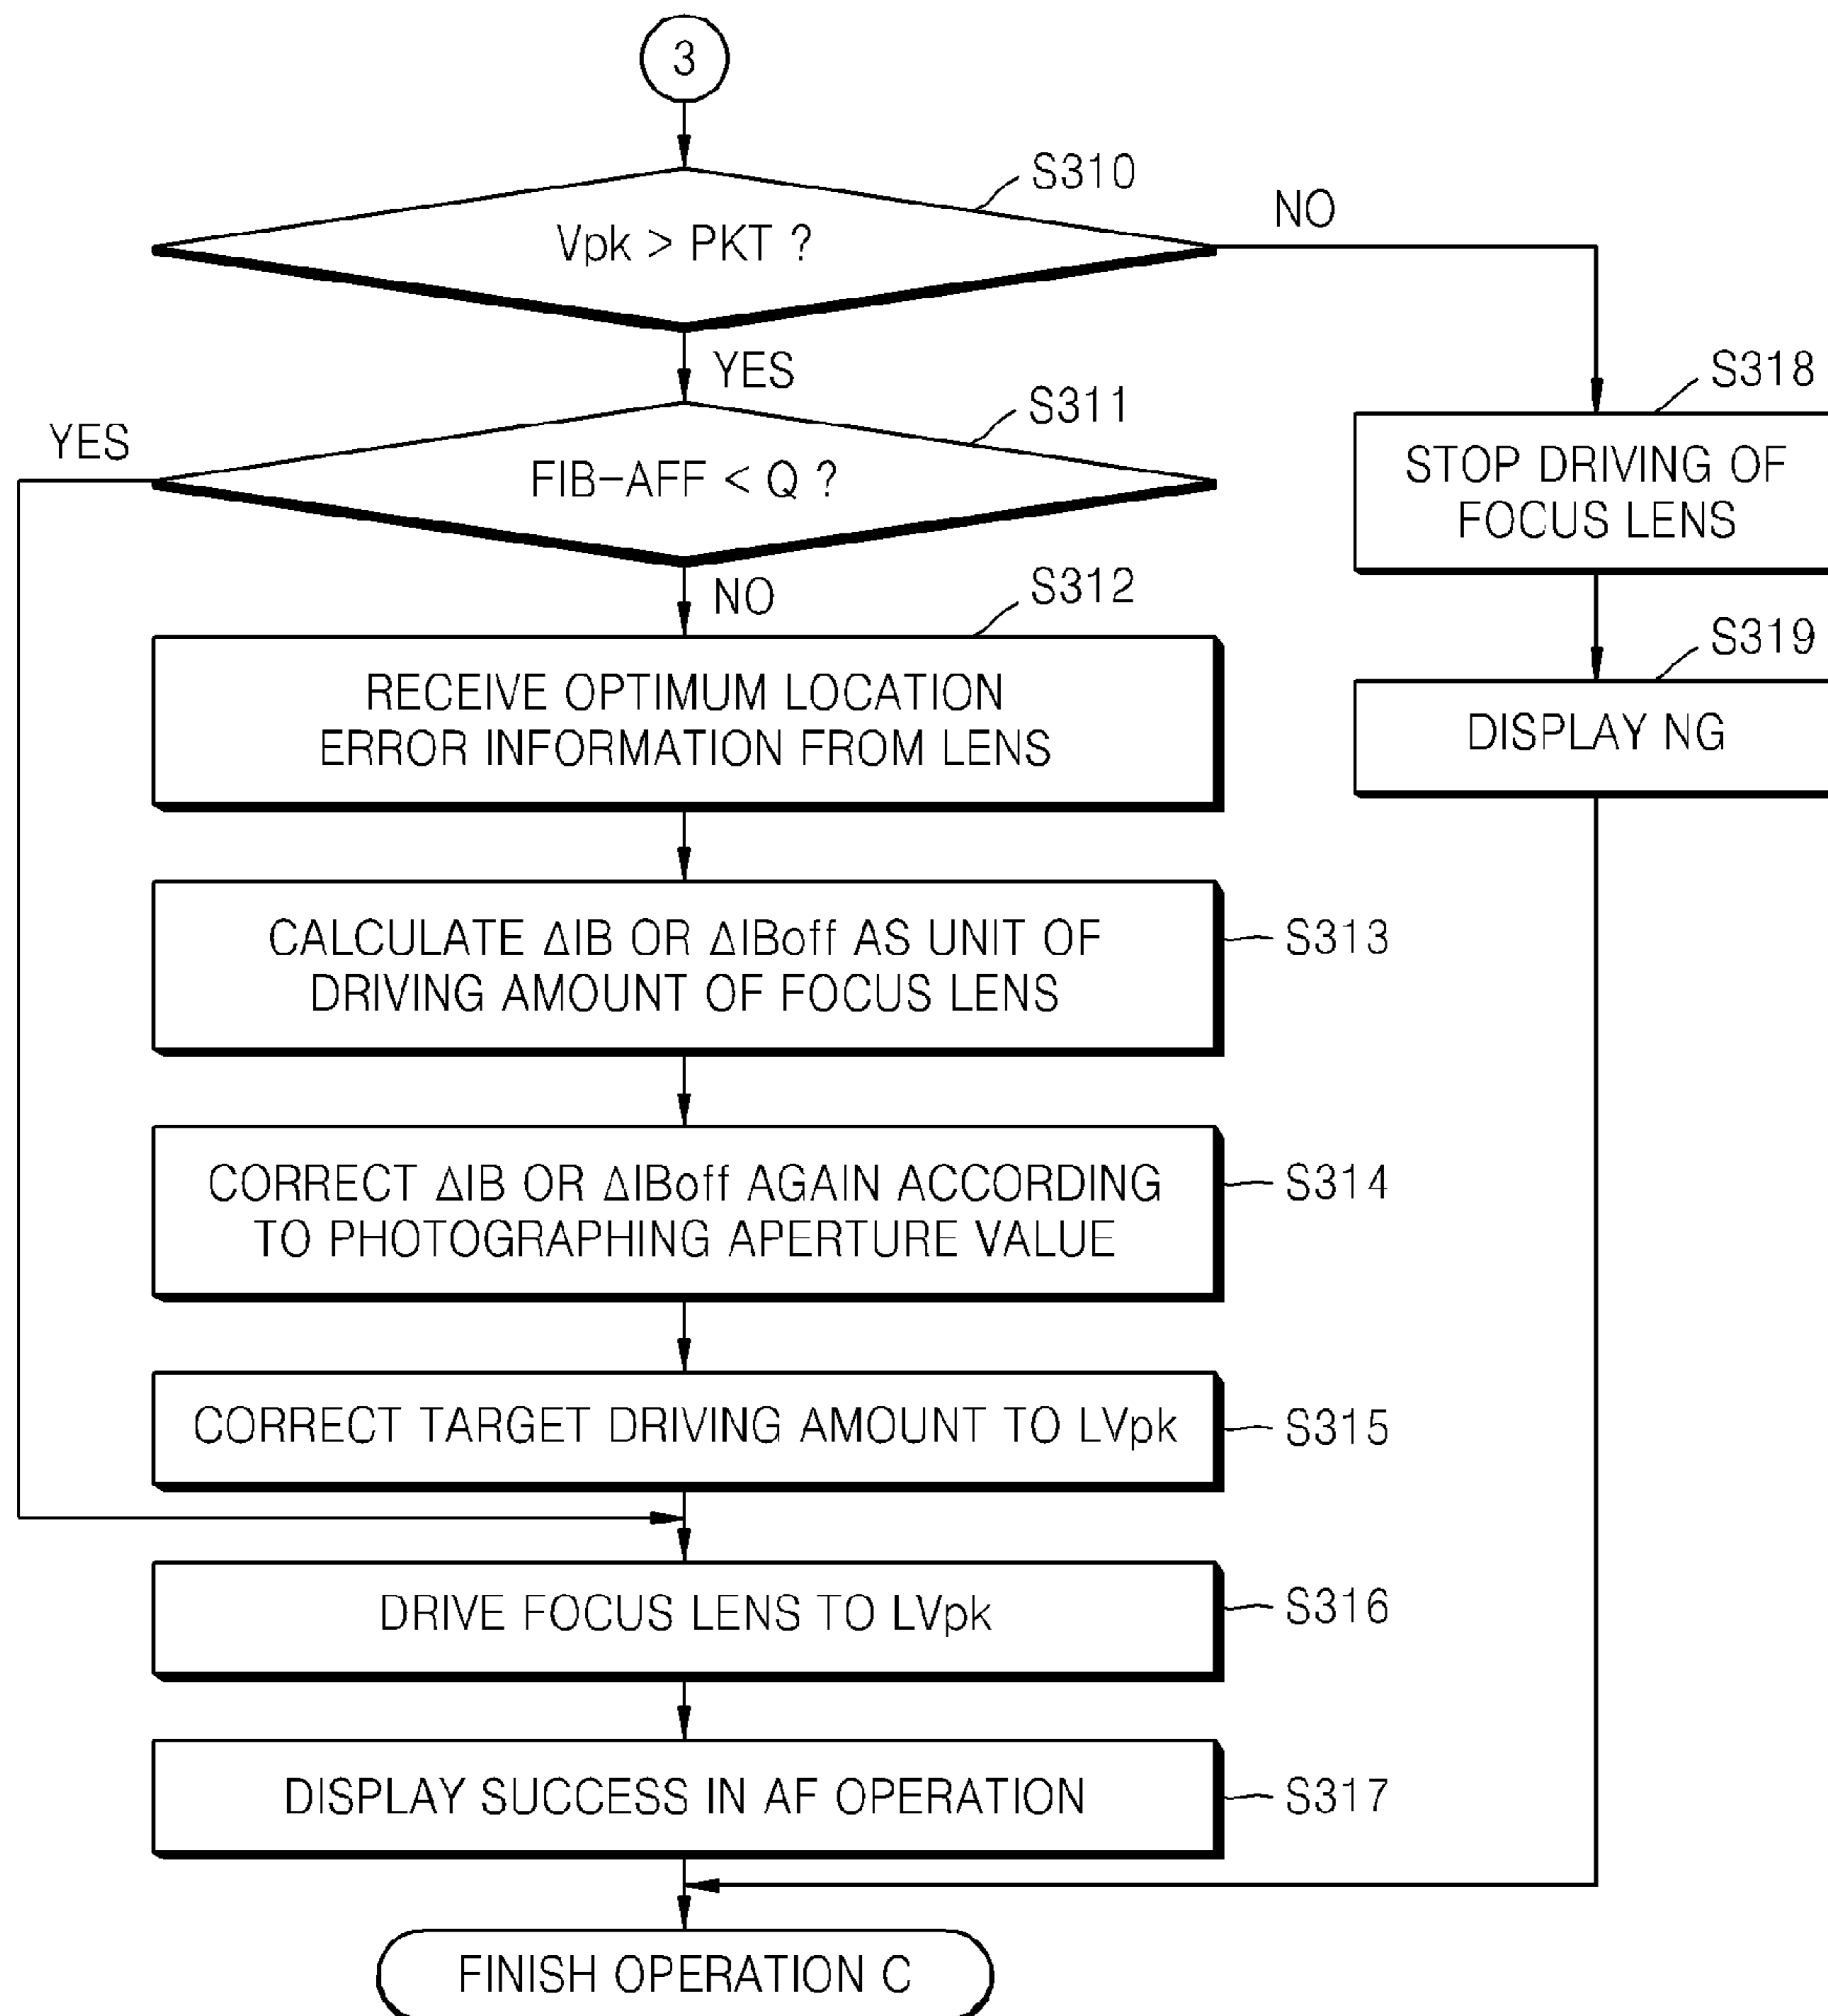 3
S310
Vpk > PKT ?
NO
YES
S311
YES
FIB-AFF < Q ?
S318
STOP DRIVING OF
FOCUS LENS
NO
S312
RECEIVE OPTIMUM LOCATION
ERROR INFORMATION FROM LENS
S319
DISPLAY NG
CALCULATE ΔIB OR ΔIBoff AS UNIT OF
DRIVING AMOUNT OF FOCUS LENS
S313
CORRECT ΔIB OR ΔIBoff AGAIN ACCORDING
TO PHOTOGRAPHING APERTURE VALUE
S314
CORRECT TARGET DRIVING AMOUNT TO LVpk
S315
DRIVE FOCUS LENS TO LVpk
S316
DISPLAY SUCCESS IN AF OPERATION
S317
FINISH OPERATION C